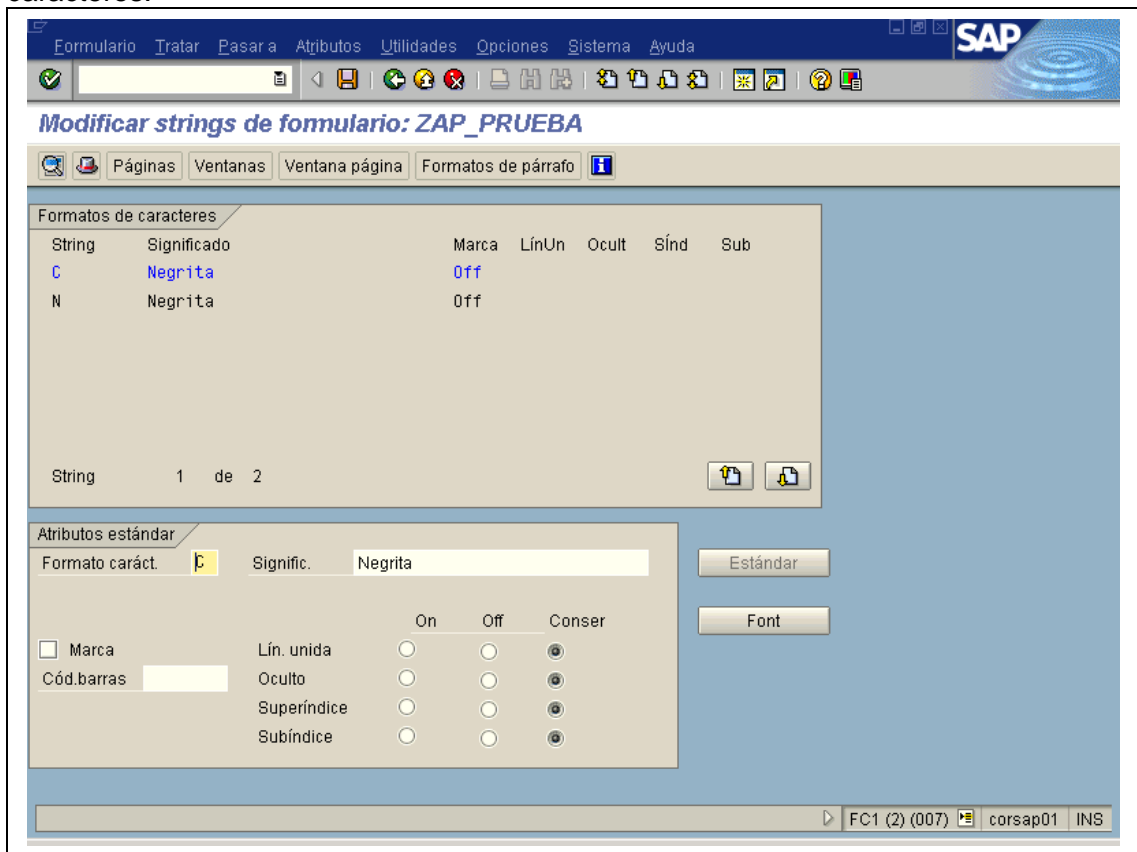 caracteres.
Formulario Tratar Pasar a Atributos Utilidades Opciones Sistema Ayuda
SAP
Modificar strings de formulario: ZAP_PRUEBA
Páginas Ventanas Ventana página Formatos de párrafo
Formatos de caracteres
String Significado Marca LínUn Ocult SÍnd Sub
C Negrita Off
N Negrita Off
String 1 de 2
Atributos estándar
Formato caráct. C Signific. Negrita Estándar
On Off Conser Font
Marca Lín. unida
Cód.barras Oculto
Superíndice
Subíndice
FC1 (2) (007) corsap01 INS